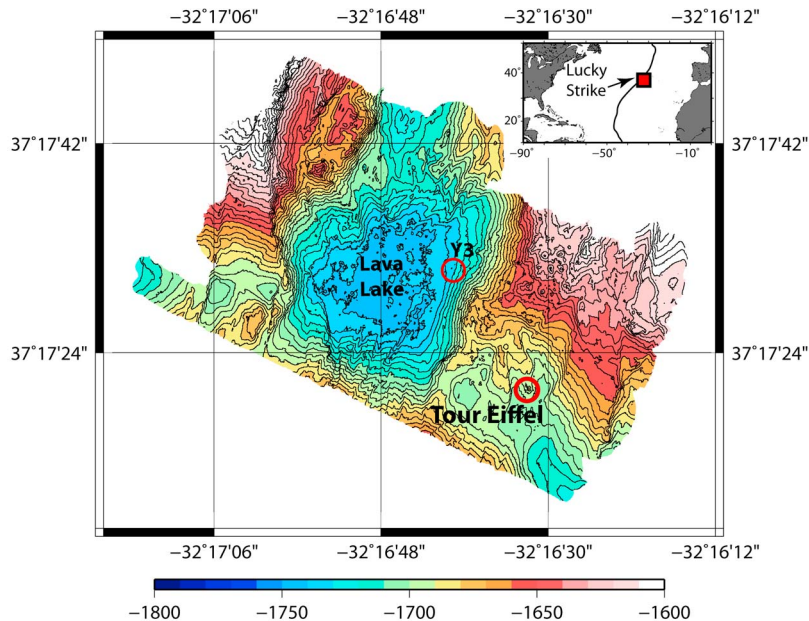 −32°17'06" −32°16'48" −32°16'30" −32°16'12"
40°
20°
Lucky
Strike
−90° −50° −10°
37°17'42" 37°17'42"
Y3
Lava
Lake
37°17'24" 37°17'24"
Tour Eiffel
−32°17'06" −32°16'48" −32°16'30" −32°16'12"
−1800 −1750 −1700 −1650 −1600